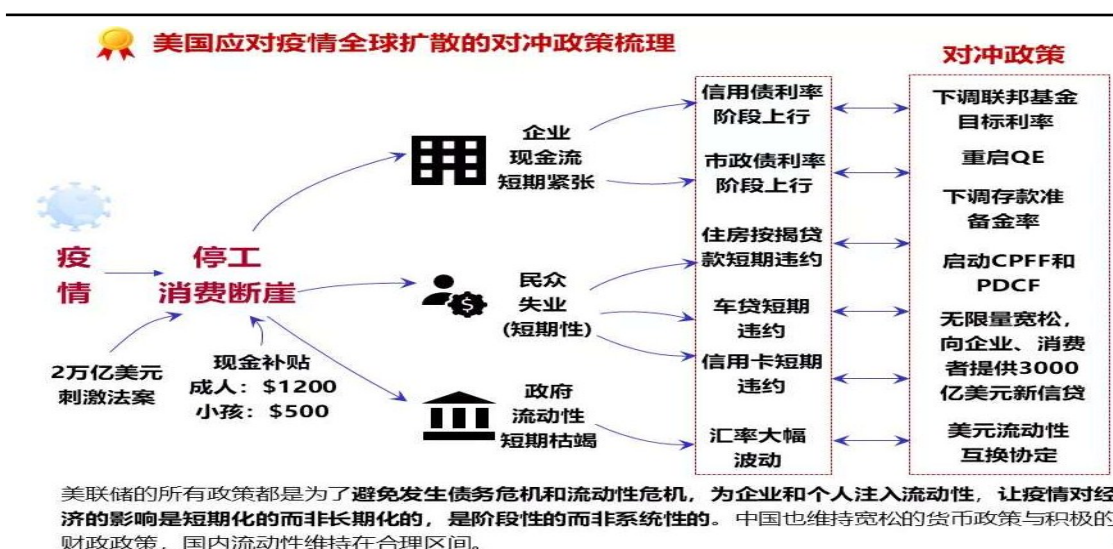 美国应对疫情全球扩散的对冲政策梳理
对冲政策
疫
情
停工
消费断崖
2万亿美元
刺激法案
现金补贴
成人：$1200
小孩：$500
企业
现金流
短期紧张
民众
失业
(短期性)
政府
流动性
短期枯竭
信用债利率
阶段上行
市政债利率
阶段上行
住房按揭贷
款短期违约
车贷短期
违约
信用卡短期
违约
汇率大幅
波动
下调联邦基金
目标利率
重启QE
下调存款准
备金率
启动CPFF和
PDCF
无限量宽松，
向企业、消费
者提供3000
亿美元新信贷
美元流动性
互换协定
美联储的所有政策都是为了避免发生债务危机和流动性危机，为企业和个人注入流动性，让疫情对经
济的影响是短期化的而非长期化的，是阶段性的而非系统性的。中国也维持宽松的货币政策与积极的
财政政策，国内流动性维持在合理区间。